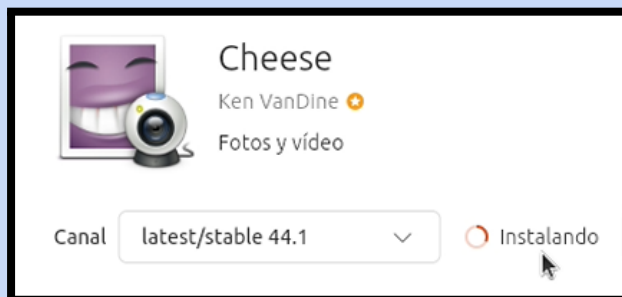 Cheese
Ken VanDine
Fotos y vídeo
Canal latest/stable 44.1 Instalando